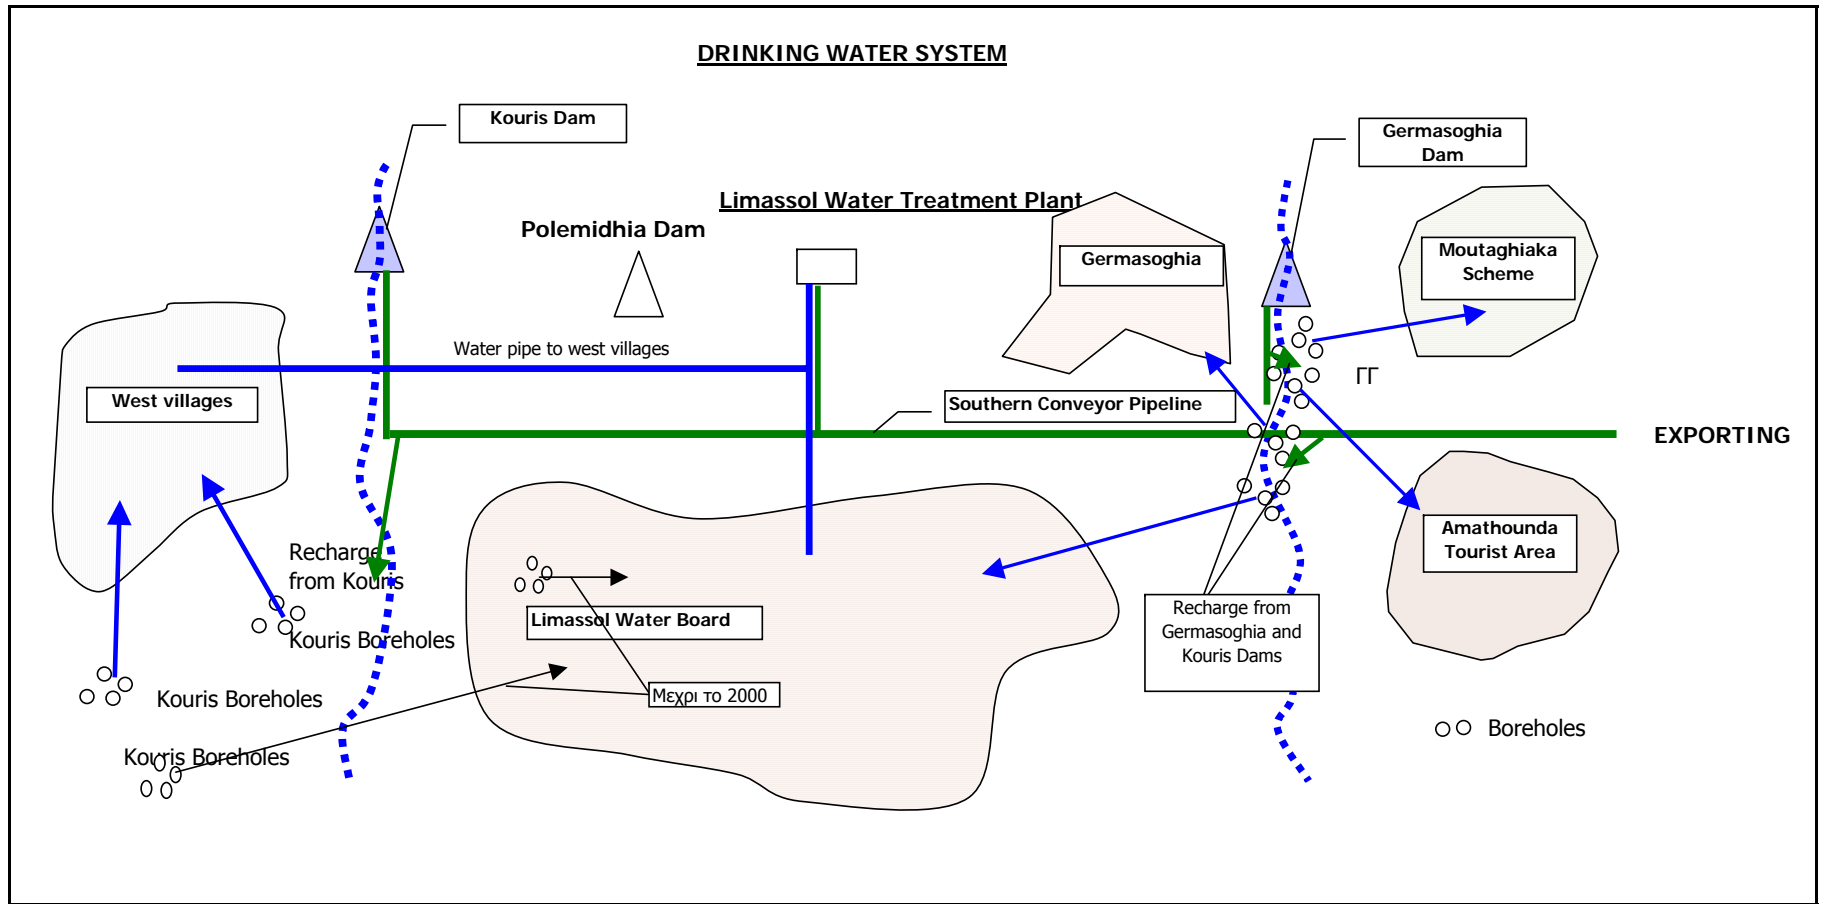 DRINKING WATER SYSTEM
Kouris Dam
Germasoghia
Dam
Limassol Water Treatment Plant
Polemidhia Dam
Germasoghia
Moutaghiaka
Scheme
Water pipe to west villages
ΓΓ
West villages
Southern Conveyor Pipeline
EXPORTING
Amathounda
Tourist Area
Recharge
from Kouris
Limassol Water Board
Recharge from
Germasoghia and
Kouris Dams
Kouris Boreholes
Kouris Boreholes
Μεχρι το 2000
Boreholes
Kouris Boreholes